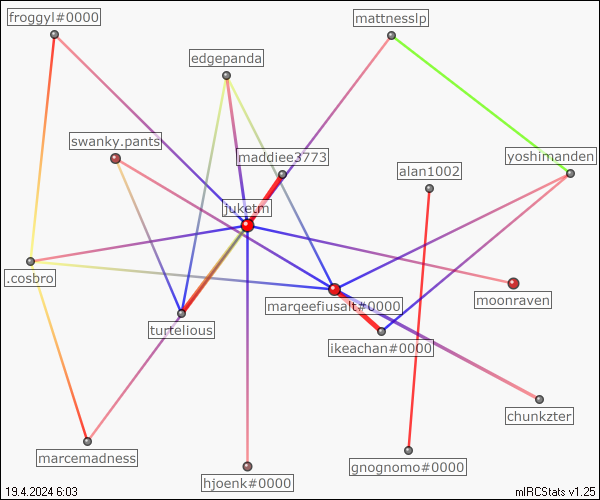 froggyl#0000
mattnesslp
edgepanda
swanky.pants
maddiee3773
yoshimanden
alan1002
juketm
.cosbro
moonraven
marqeefiusalt#0000
turtelious
ikeachan#0000
chunkzter
marcemadness
gnognomo#0000
hjoenk#0000
19.4.2024 6:03
mIRCStats v1.25